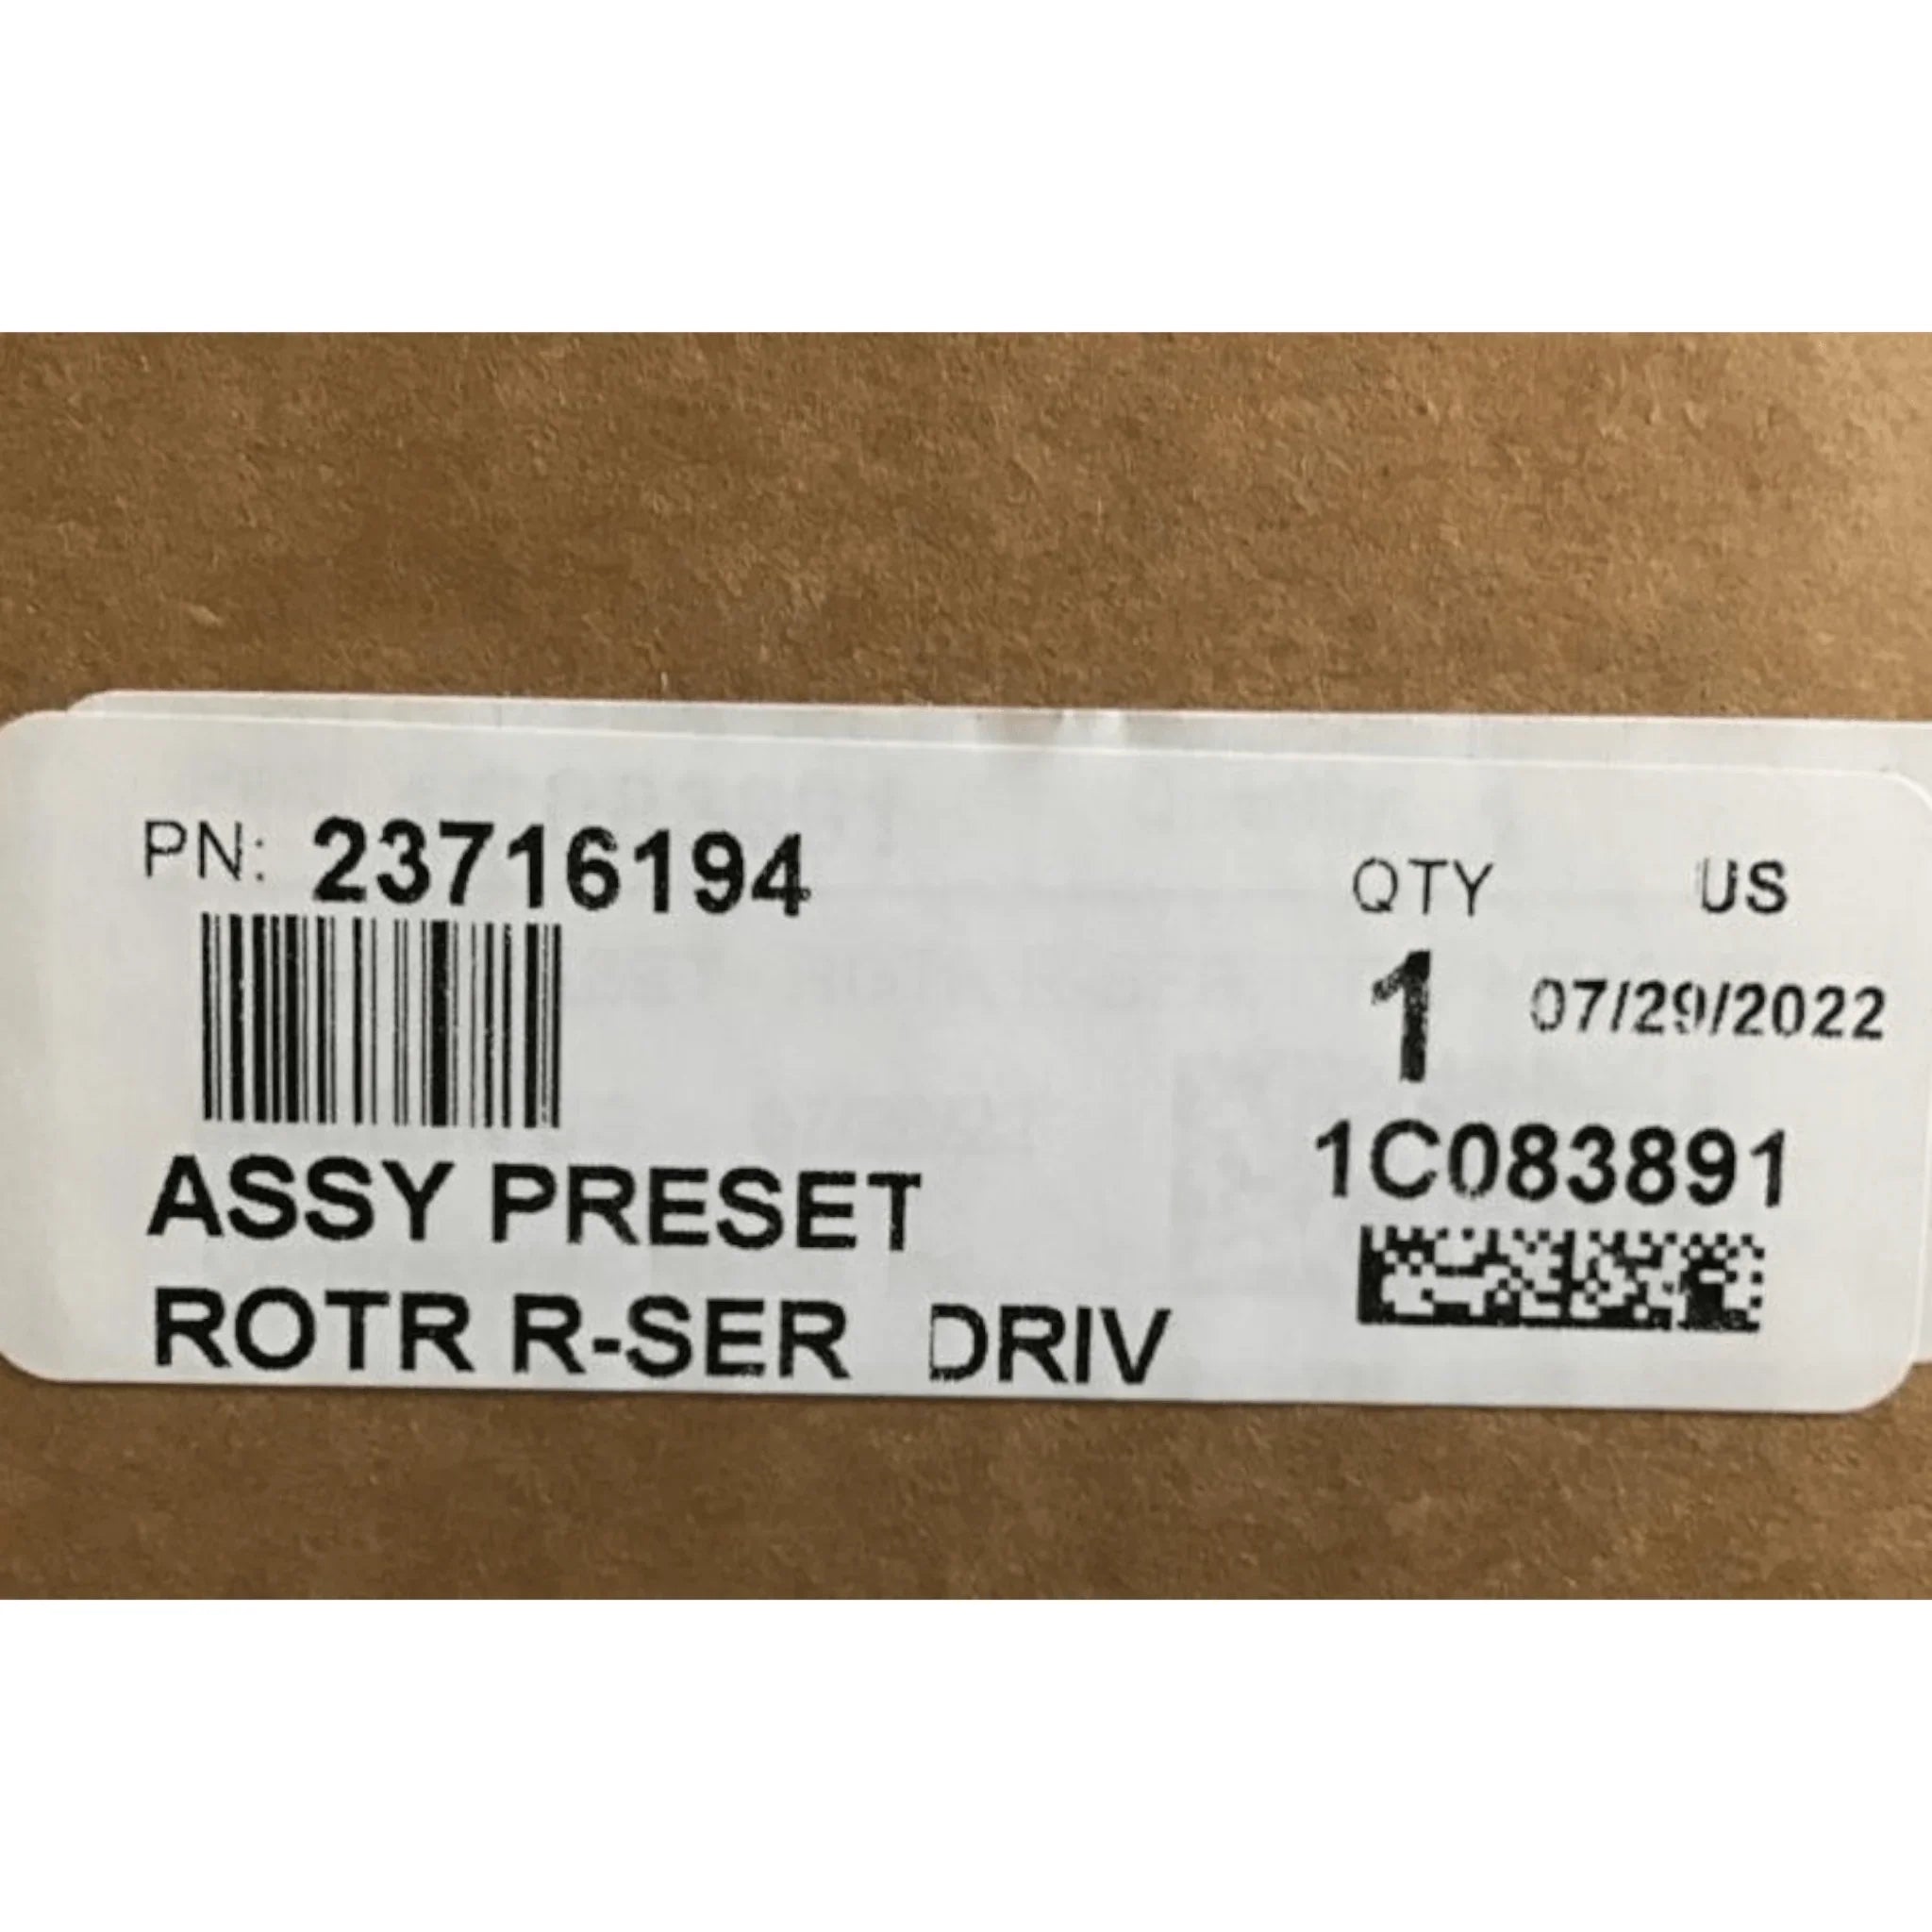 PN: 23716194
QTY US
1 07/29/2022
1C083891
ASSY PRESET
ROTR R-SER DRIV